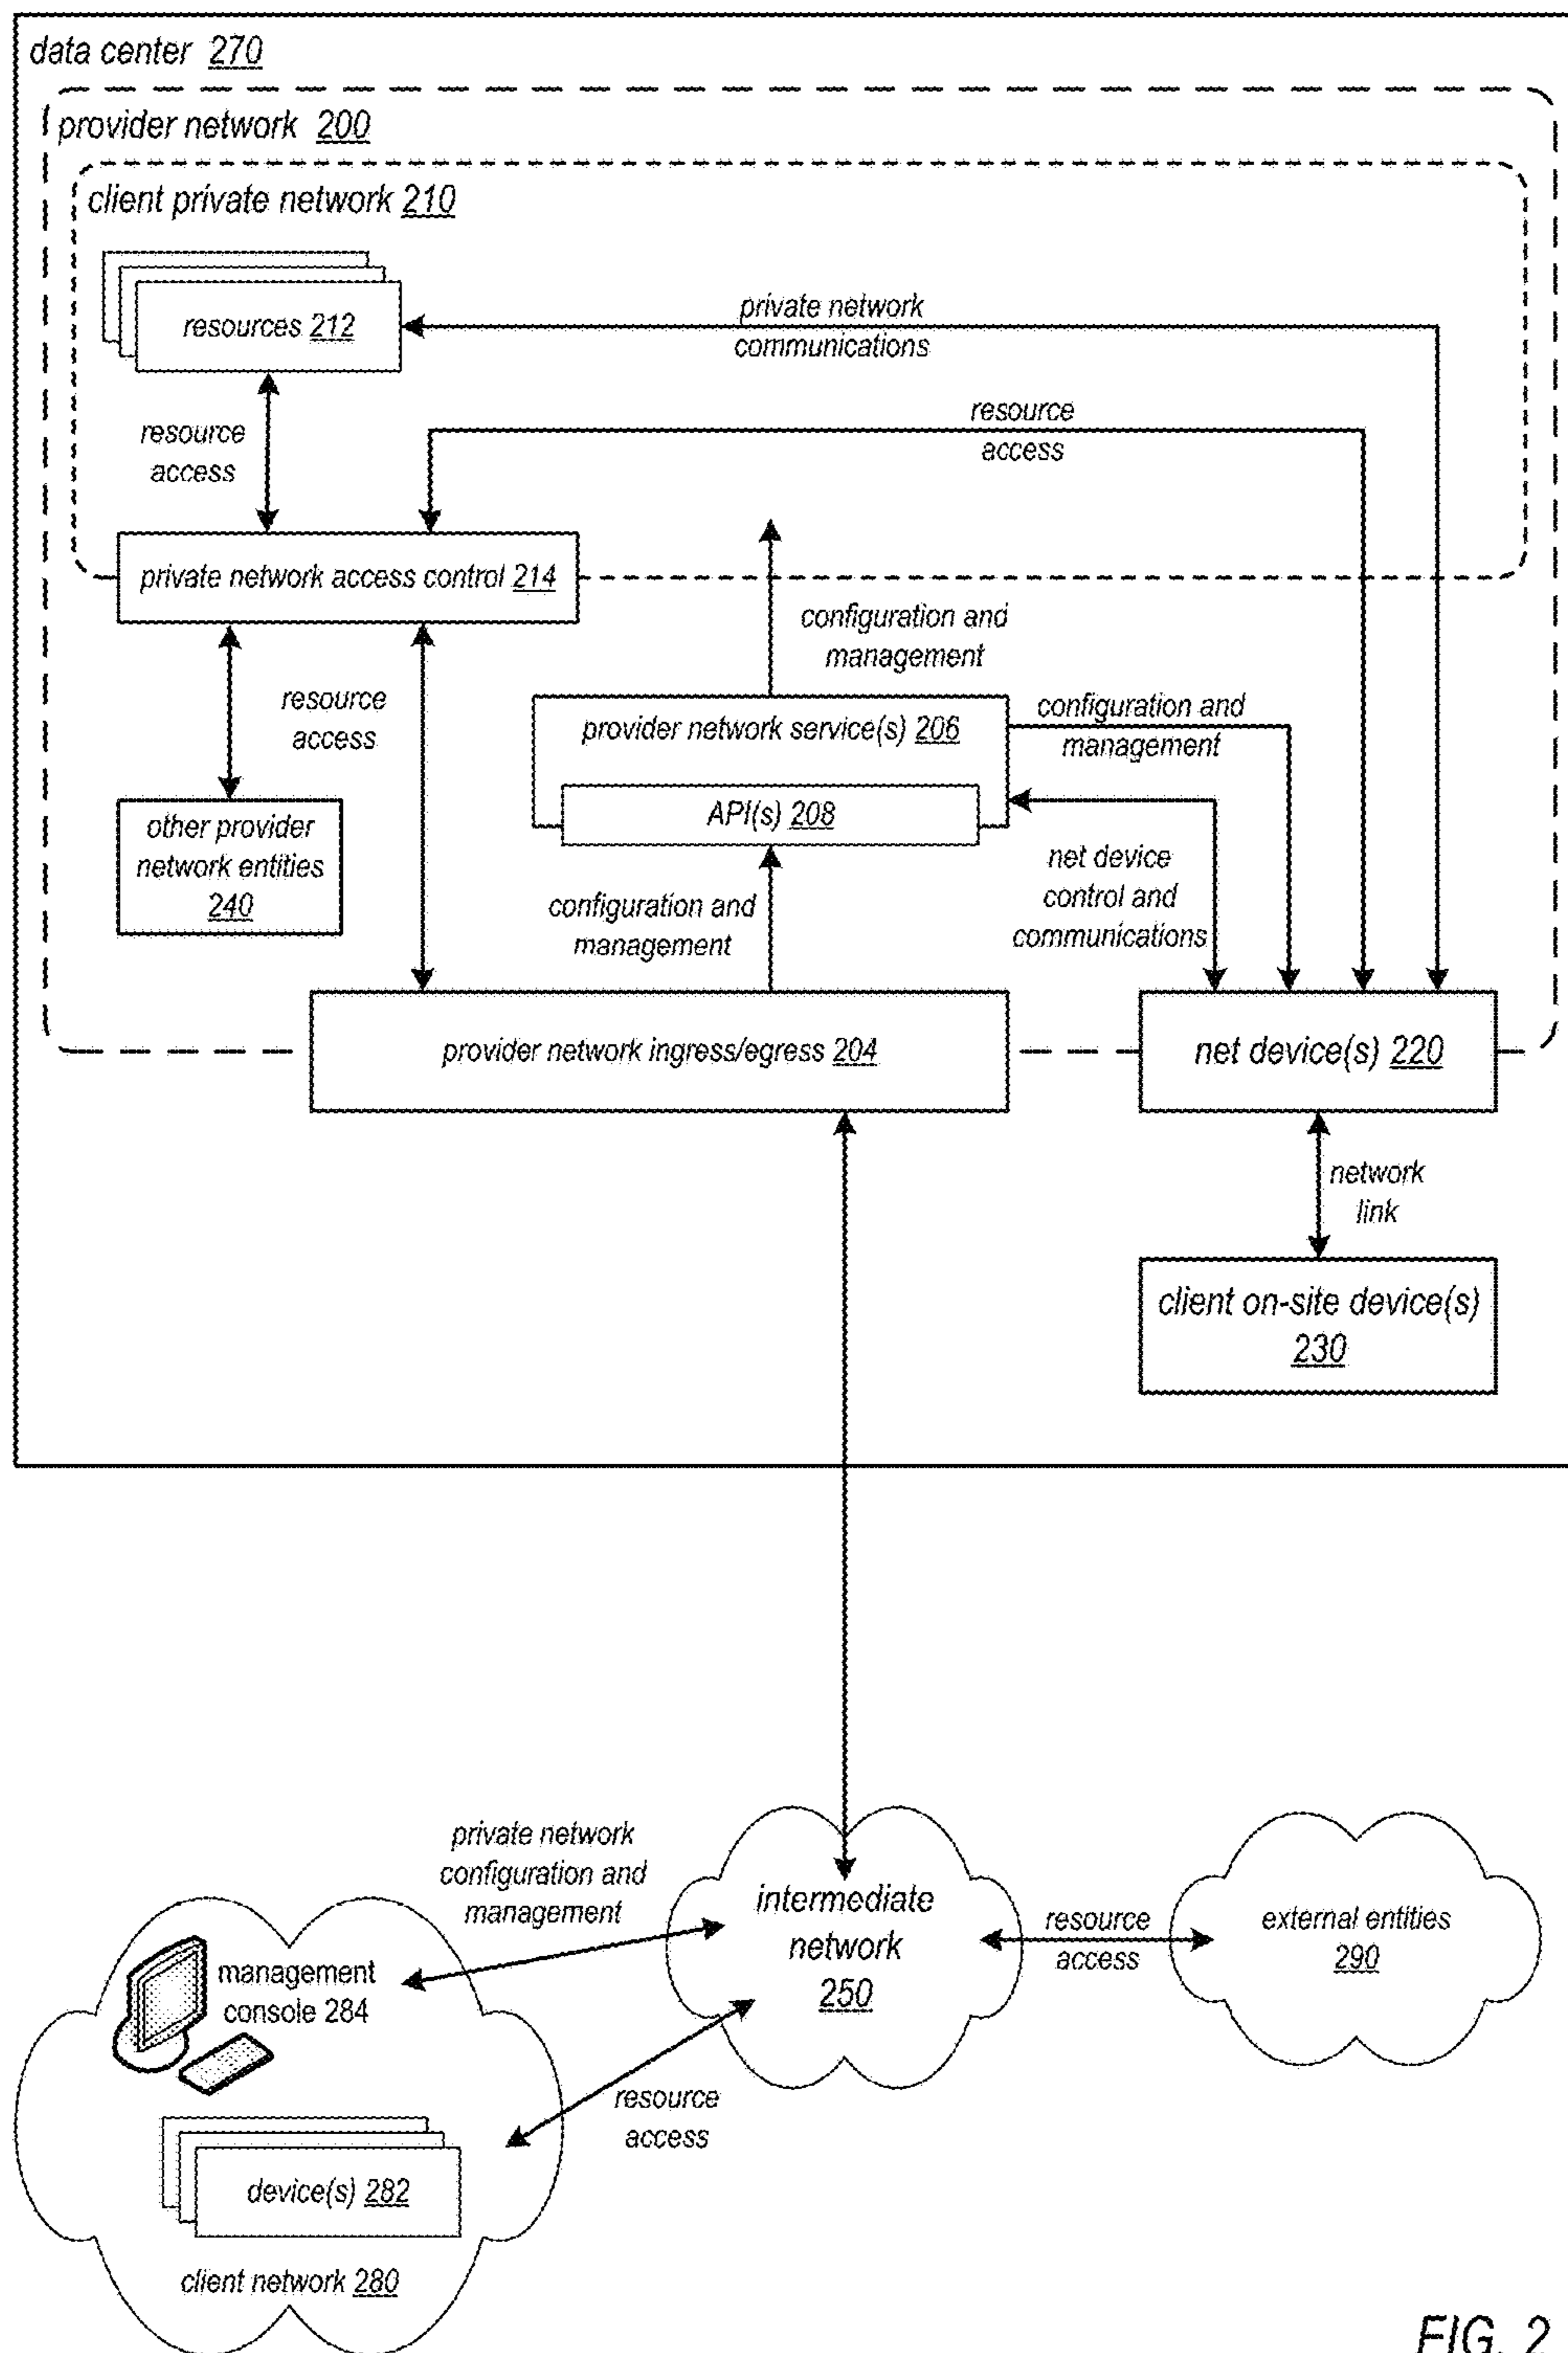 data center 270
provider network 200
client private network 210
resources 212
private network
communications
resource
access
resource
access
private network access control 214
configuration and
management
resource
access
provider network service(s) 206
configuration and
management
API(s) 208
other provider
network entities
240
net device
control and
communications
configuration and
management
provider network ingress/egress 204
net device(s) 220
network
link
client on-site device(s)
230
private network
configuration and
management
intermediate
network
250
resource
access
external entities
290
management
console 284
resource
access
device(s) 282
client network 280
FIG. 2